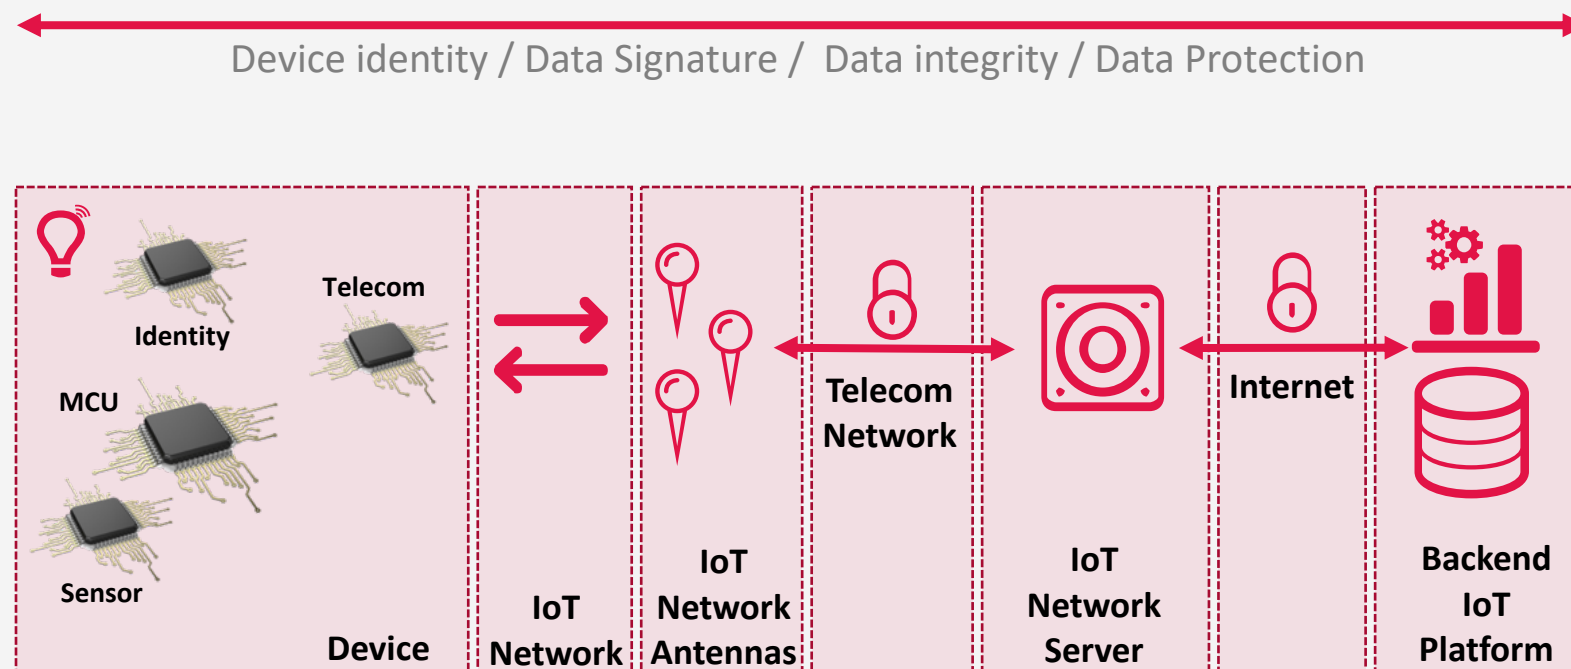 Device identity / Data Signature / Data integrity / Data Protection
Identity
Telecom
MCU
Sensor
Device
IoT
Network
IoT
Network
Antennas
Telecom
Network
IoT
Network
Server
Internet
Backend
IoT
Platform